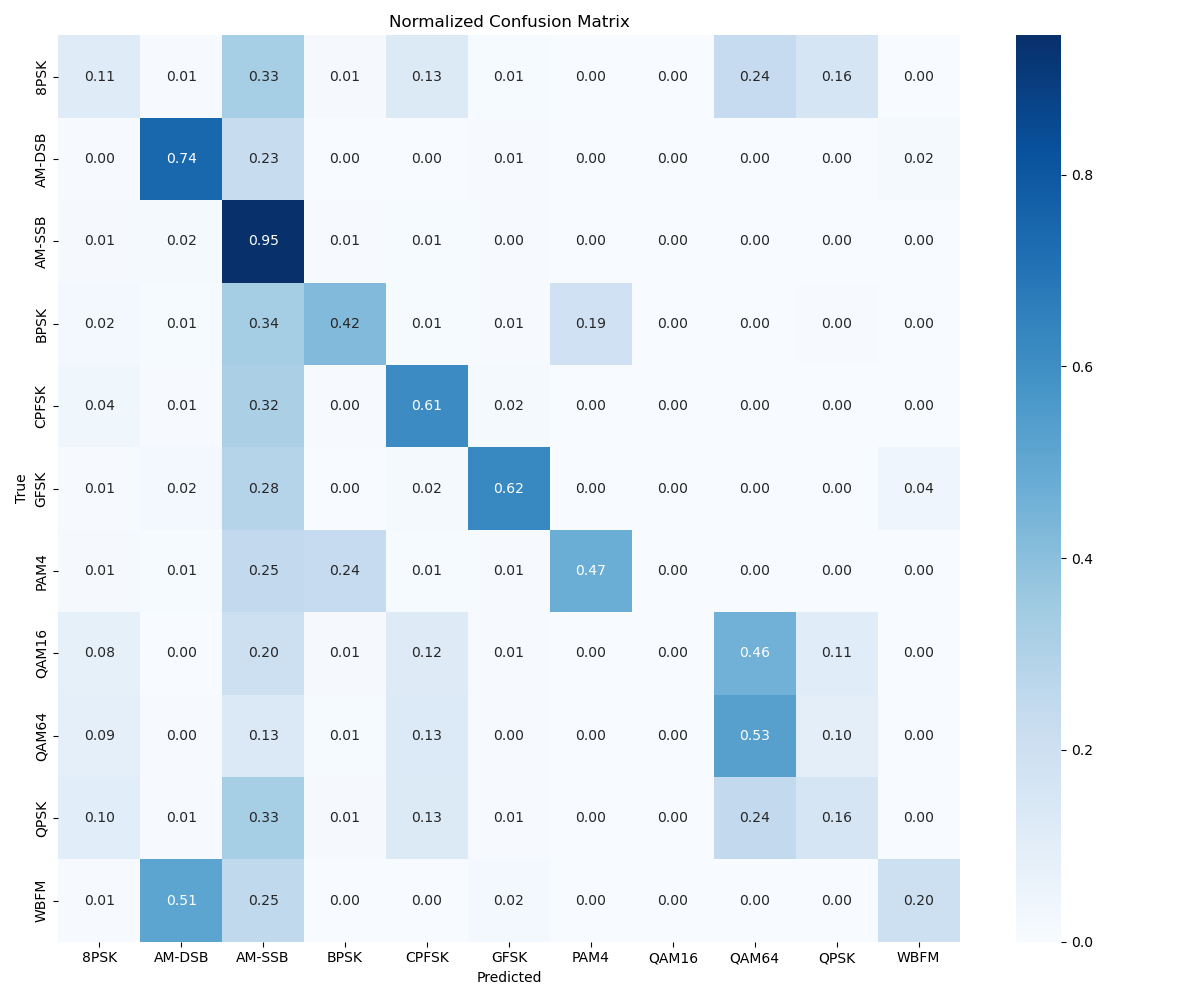 Normalized Confusion Matrix
True
8PSK 0.11 0.01 0.33 0.01 0.13 0.01 0.00 0.00 0.24 0.16 0.00
AM-DSB 0.00 0.74 0.23 0.00 0.00 0.01 0.00 0.00 0.00 0.00 0.02
AM-SSB 0.01 0.02 0.95 0.01 0.01 0.00 0.00 0.00 0.00 0.00 0.00
BPSK 0.02 0.01 0.34 0.42 0.01 0.01 0.19 0.00 0.00 0.00 0.00
CPFSK 0.04 0.01 0.32 0.00 0.61 0.02 0.00 0.00 0.00 0.00 0.00
GFSK 0.01 0.02 0.28 0.00 0.02 0.62 0.00 0.00 0.00 0.00 0.04
PAM4 0.01 0.01 0.25 0.24 0.01 0.01 0.47 0.00 0.00 0.00 0.00
QAM16 0.08 0.00 0.20 0.01 0.12 0.01 0.00 0.00 0.46 0.11 0.00
QAM64 0.09 0.00 0.13 0.01 0.13 0.00 0.00 0.00 0.53 0.10 0.00
QPSK 0.10 0.01 0.33 0.01 0.13 0.01 0.00 0.00 0.24 0.16 0.00
WBFM 0.01 0.51 0.25 0.00 0.00 0.02 0.00 0.00 0.00 0.00 0.20
8PSK AM-DSB AM-SSB BPSK CPFSK GFSK PAM4 QAM16 QAM64 QPSK WBFM
Predicted
0.8
0.6
0.4
0.2
0.0